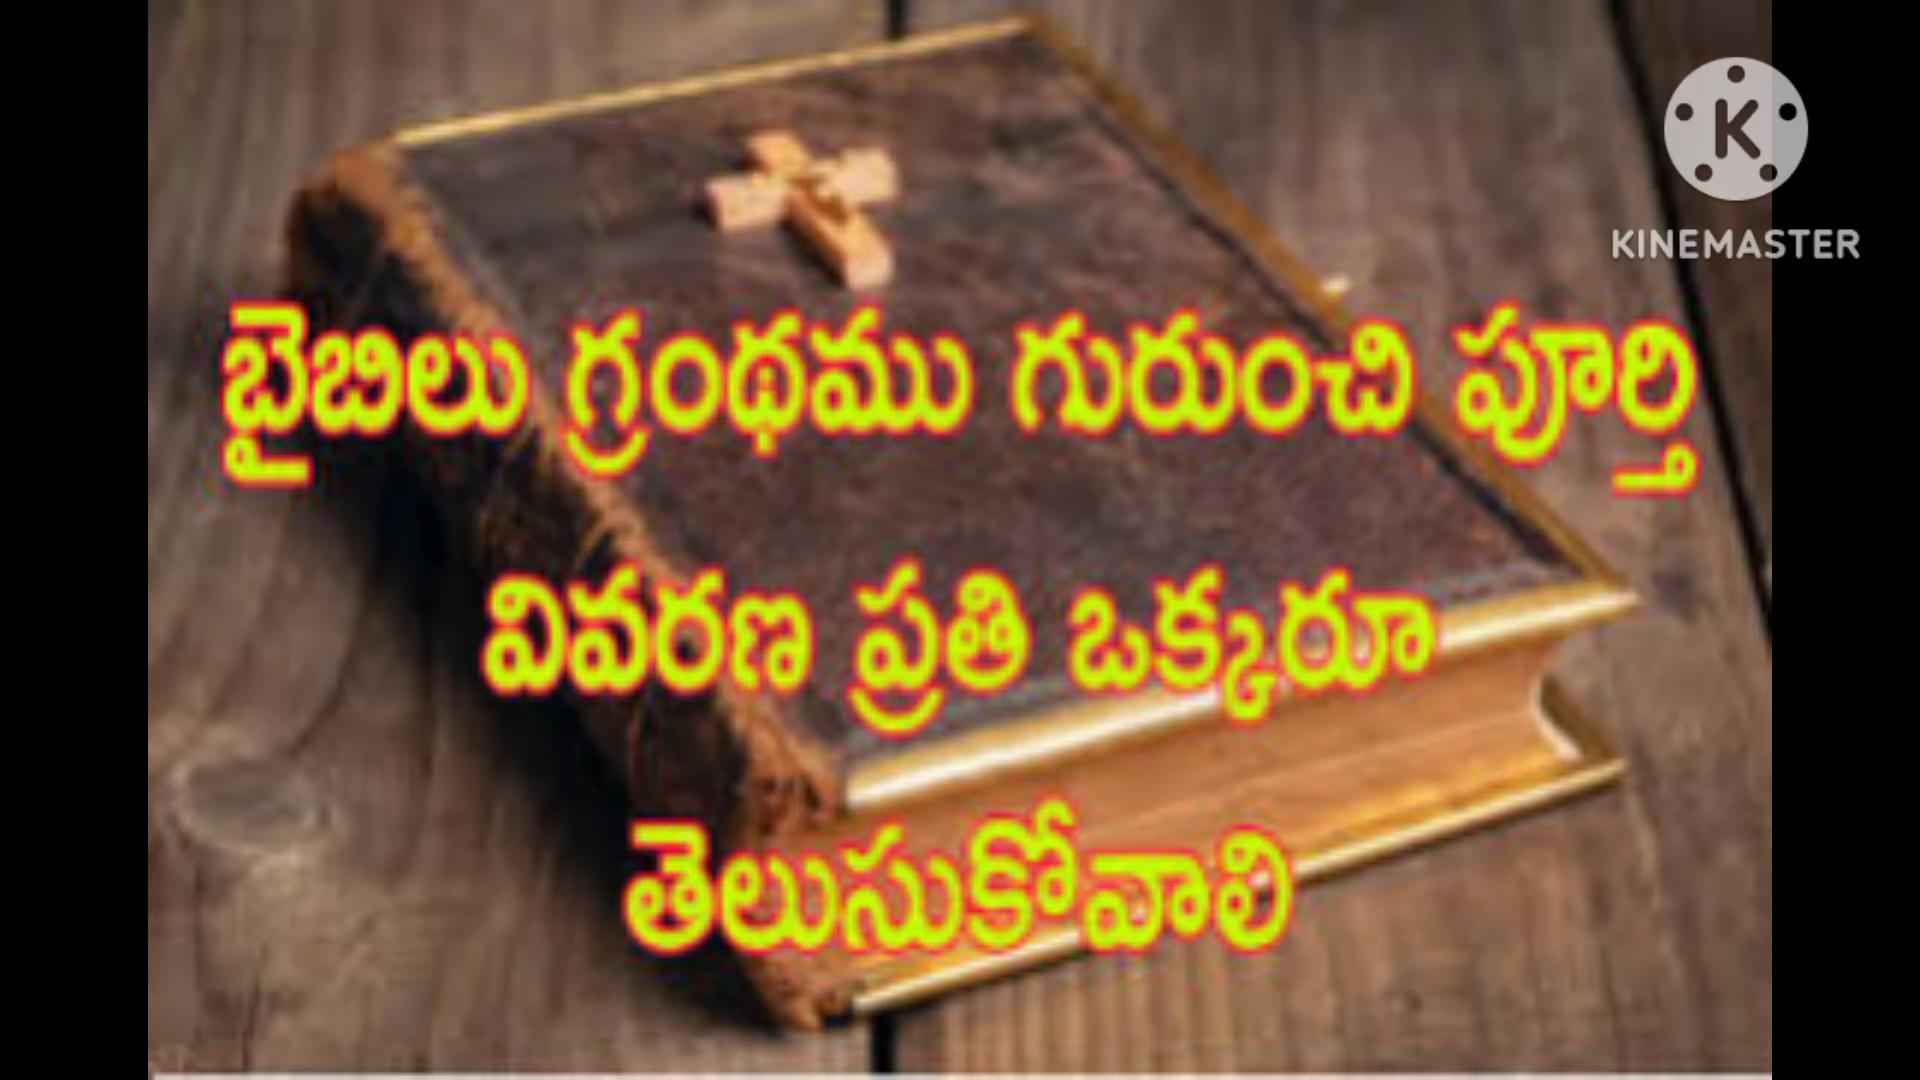 KINEMASTER
బైబిలు గ్రంథము గురుంచి పూర్తి
వివరణ ప్రతి ఒక్కరూ
తెలుసుకోవాలి